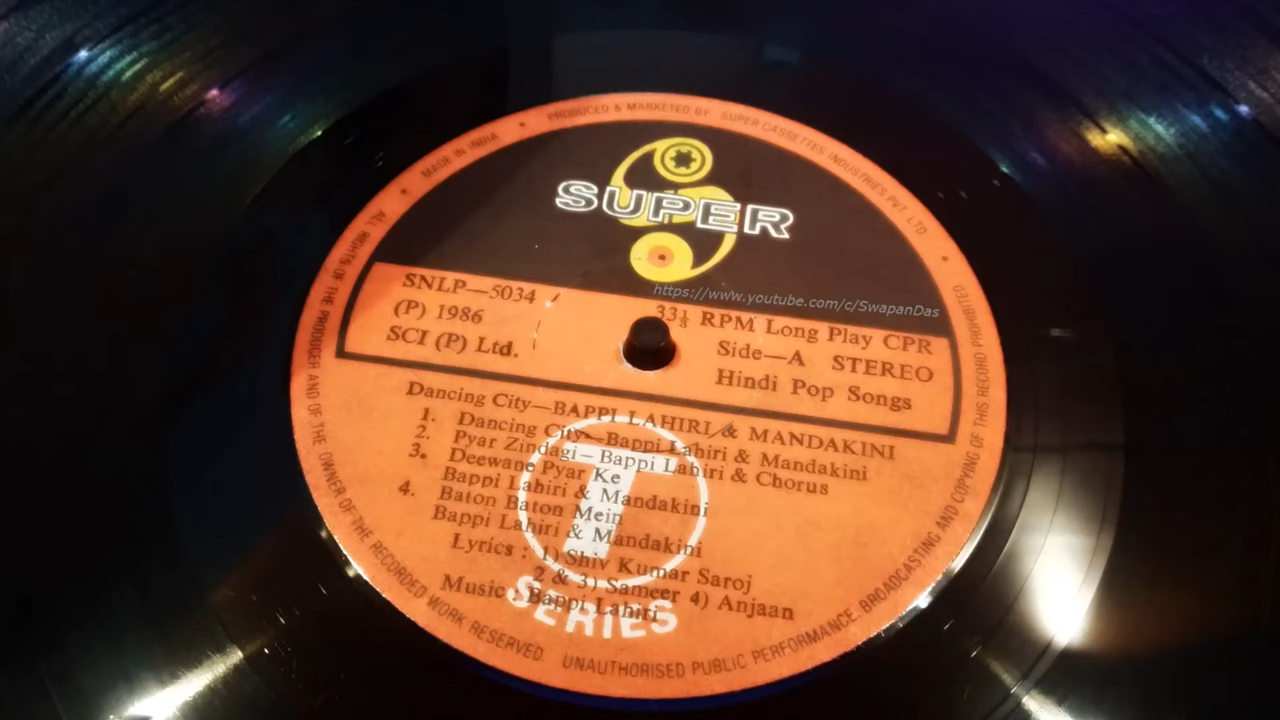 MADE IN INDIA • PRODUCED & MARKETED BY SUPER CASSETTES INDUSTRIES PVT. LTD •
SUPER
https://www.youtube.com/c/SwapanDas
SNLP—5034
(P) 1986
SCI (P) Ltd.
33⅓ RPM Long Play CPR
Side—A STEREO
Hindi Pop Songs
Dancing City—BAPPI LAHIRI & MANDAKINI
1. Dancing City—Bappi Lahiri & Mandakini
2. Pyar Zindagi—Bappi Lahiri & Chorus
3. Deewane Pyar Ke
Bappi Lahiri & Mandakini
4. Baton Baton Mein
Bappi Lahiri & Mandakini
Lyrics : 1) Shiv Kumar Saroj
2 & 3) Sameer 4) Anjaan
Music : Bappi Lahiri
T
SERIES
• ALL RIGHTS OF THE PRODUCER AND OF THE OWNER OF THE RECORDED WORK RESERVED. UNAUTHORISED PUBLIC PERFORMANCE. BROADCASTING AND COPYING OF THIS RECORD PROHIBITED